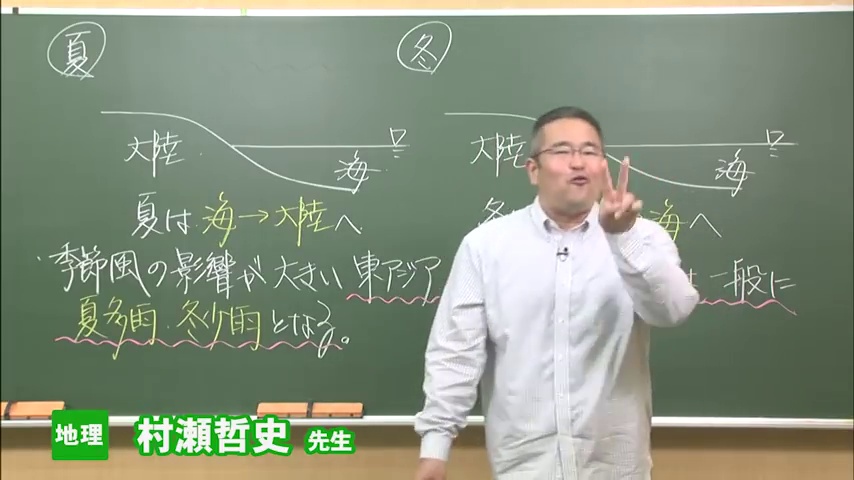 夏
冬
大陸
海
大陸
海
夏は 海→大陸へ
冬 海へ
・季節風の影響が大きい東アジア は一般に
夏多雨・冬少雨となる。
地理 村瀬哲史 先生